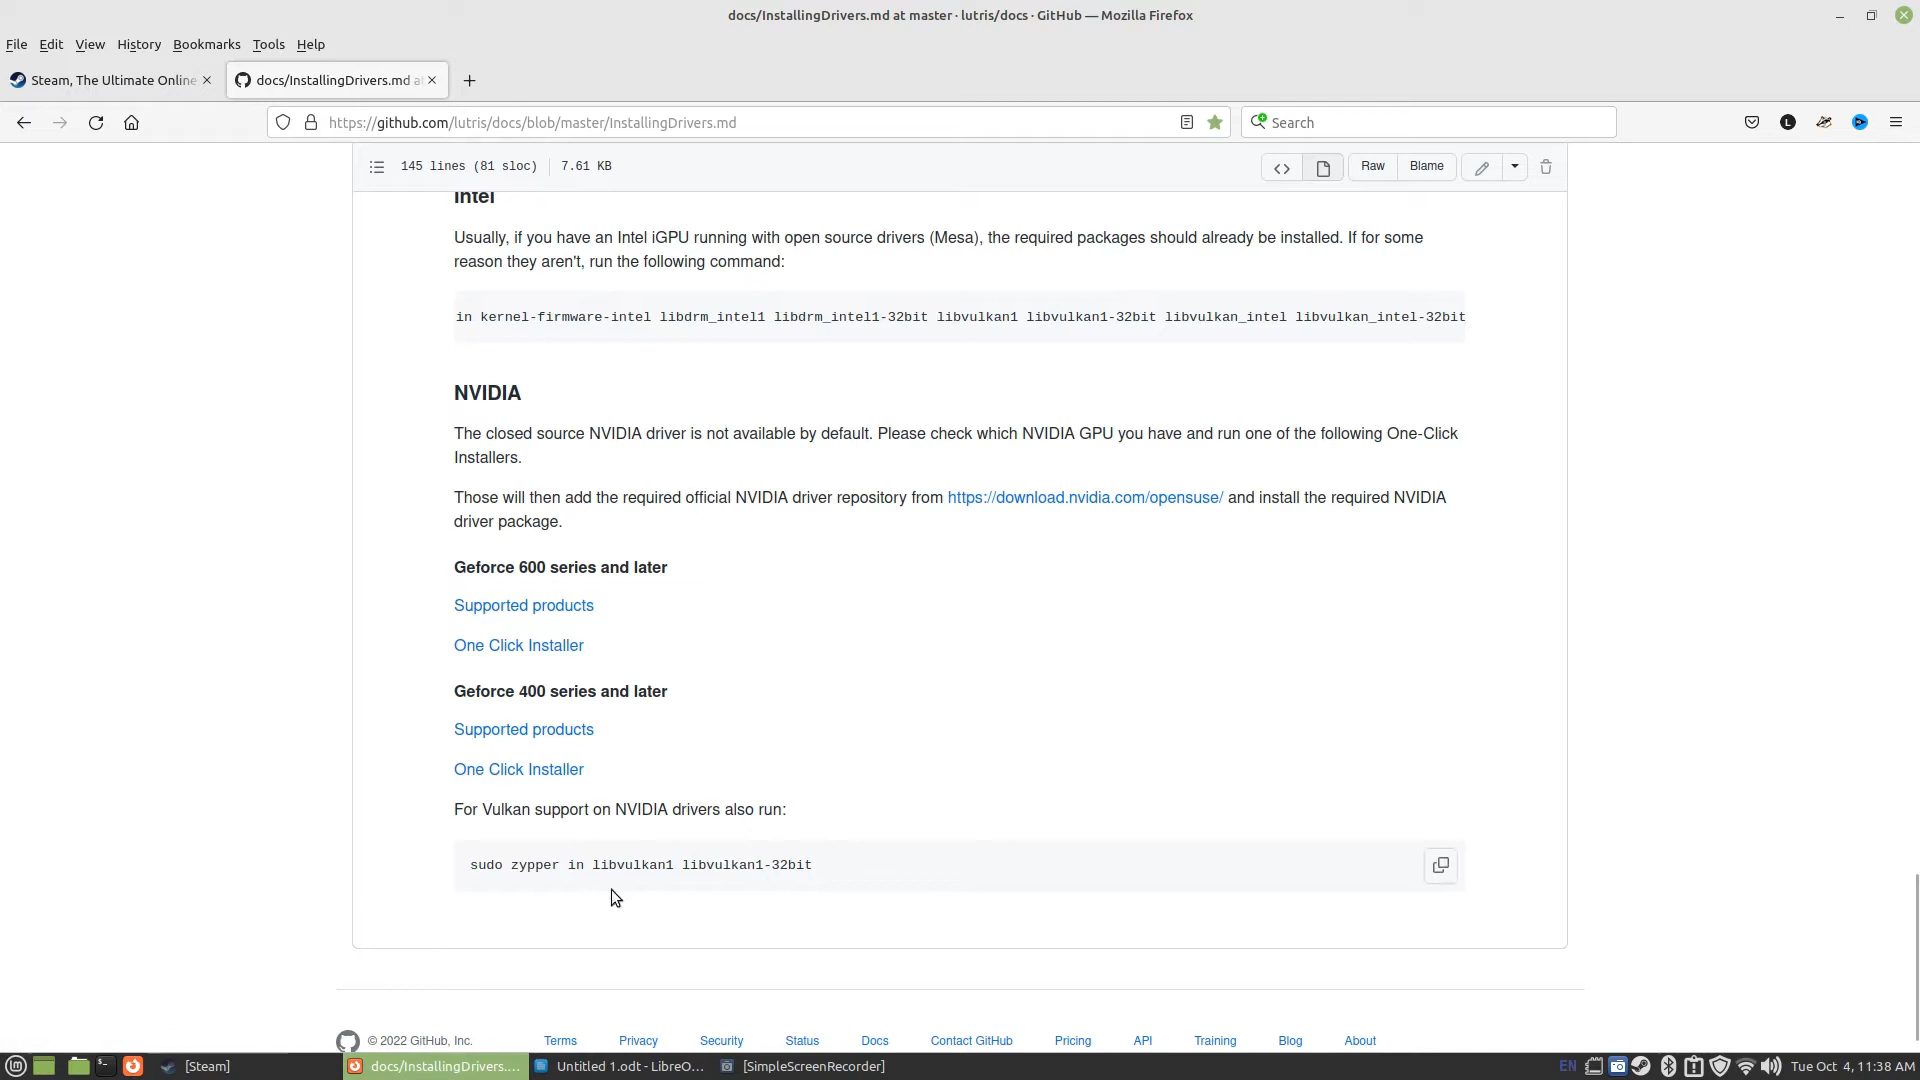 docs/InstallingDrivers.md at master · lutris/docs · GitHub — Mozilla Firefox
File Edit View History Bookmarks Tools Help
Steam, The Ultimate Online
docs/InstallingDrivers.md a
https://github.com/lutris/docs/blob/master/InstallingDrivers.md
Search
145 lines (81 sloc) 7.61 KB
Raw Blame
Intel
Usually, if you have an Intel iGPU running with open source drivers (Mesa), the required packages should already be installed. If for some
reason they aren't, run the following command:
in kernel-firmware-intel libdrm_intel1 libdrm_intel1-32bit libvulkan1 libvulkan1-32bit libvulkan_intel libvulkan_intel-32bit
NVIDIA
The closed source NVIDIA driver is not available by default. Please check which NVIDIA GPU you have and run one of the following One-Click
Installers.
Those will then add the required official NVIDIA driver repository from https://download.nvidia.com/opensuse/ and install the required NVIDIA
driver package.
Geforce 600 series and later
Supported products
One Click Installer
Geforce 400 series and later
Supported products
One Click Installer
For Vulkan support on NVIDIA drivers also run:
sudo zypper in libvulkan1 libvulkan1-32bit
© 2022 GitHub, Inc. Terms Privacy Security Status Docs Contact GitHub Pricing API Training Blog About
[Steam]
docs/InstallingDrivers....
Untitled 1.odt - LibreO...
[SimpleScreenRecorder]
EN
Tue Oct 4, 11:38 AM